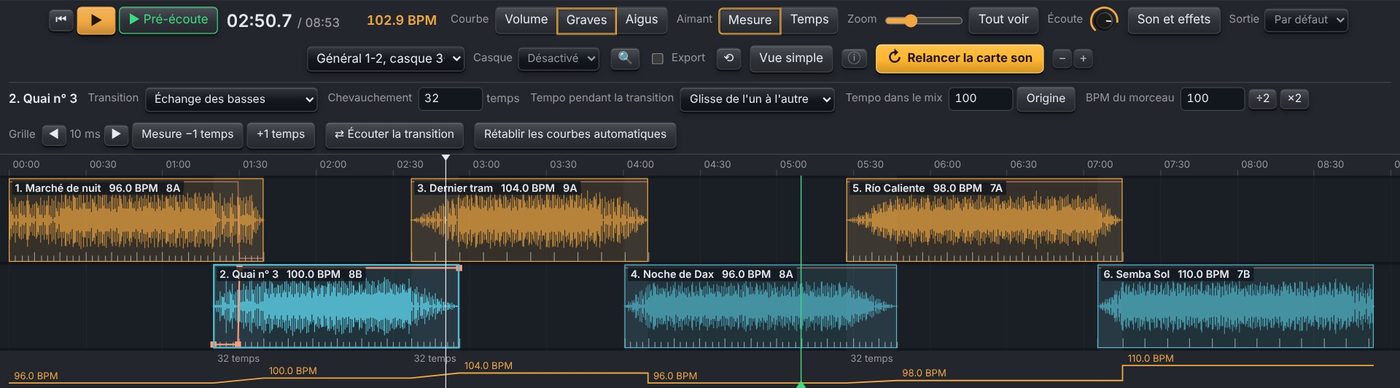 Pré-écoute 02:50.7 / 08:53 102.9 BPM Courbe Volume Graves Aigus Aimant Mesure Temps Zoom Tout voir Écoute Son et effets Sortie Par défaut
Général 1-2, casque 3 Casque Désactivé Export Vue simple Relancer la carte son − +
2. Quai n° 3 Transition Échange des basses Chevauchement 32 temps Tempo pendant la transition Glisse de l'un à l'autre Tempo dans le mix 100 Origine BPM du morceau 100 ÷2 ×2
Grille ◀ 10 ms ▶ Mesure −1 temps +1 temps ⇄ Écouter la transition Rétablir les courbes automatiques
00:00 00:30 01:00 01:30 02:00 02:30 03:00 03:30 04:00 04:30 05:00 05:30 06:00 06:30 07:00 07:30 08:00 08:30
1. Marché de nuit 96.0 BPM 8A 3. Dernier tram 104.0 BPM 9A 5. Río Caliente 98.0 BPM 7A
2. Quai n° 3 100.0 BPM 8B 4. Noche de Dax 96.0 BPM 8A 6. Semba Sol 110.0 BPM 7B
32 temps 32 temps 32 temps
96.0 BPM 100.0 BPM 104.0 BPM 96.0 BPM 98.0 BPM 110.0 BPM